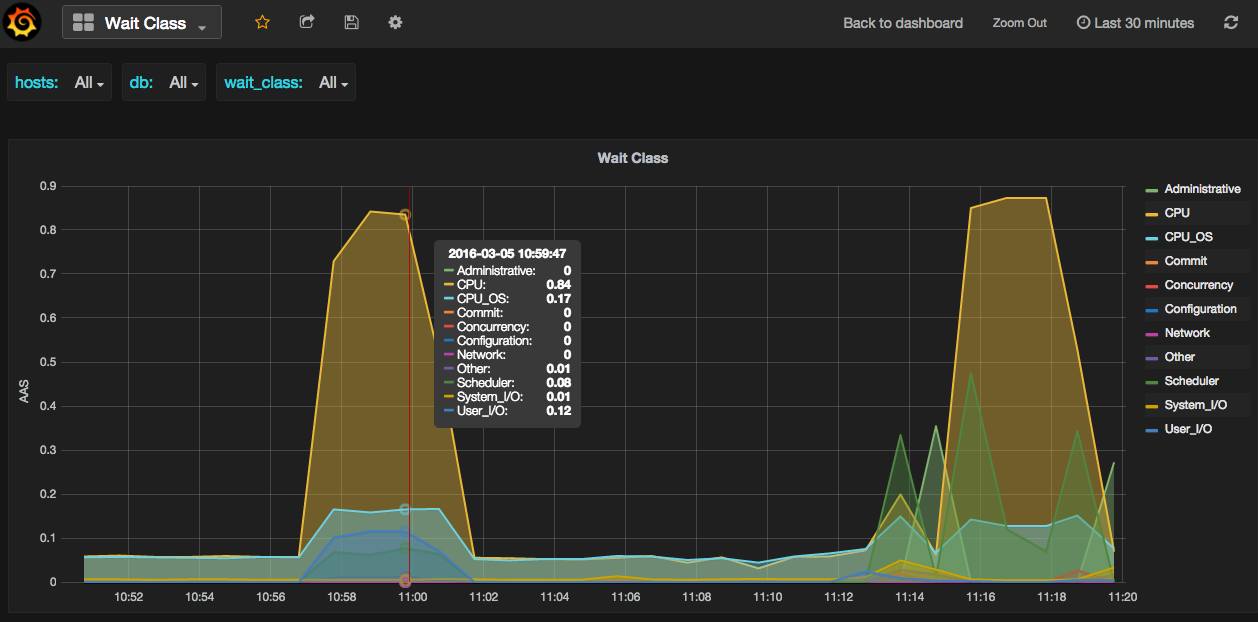 Wait Class
Back to dashboard
Zoom Out
Last 30 minutes
hosts: All
db: All
wait_class: All
Wait Class
AAS
0.9
0.8
0.7
0.6
0.5
0.4
0.3
0.2
0.1
0
10:52 10:54 10:56 10:58 11:00 11:02 11:04 11:06 11:08 11:10 11:12 11:14 11:16 11:18 11:20
2016-03-05 10:59:47
Administrative: 0
CPU: 0.84
CPU_OS: 0.17
Commit: 0
Concurrency: 0
Configuration: 0
Network: 0
Other: 0.01
Scheduler: 0.08
System_I/O: 0.01
User_I/O: 0.12
Administrative
CPU
CPU_OS
Commit
Concurrency
Configuration
Network
Other
Scheduler
System_I/O
User_I/O